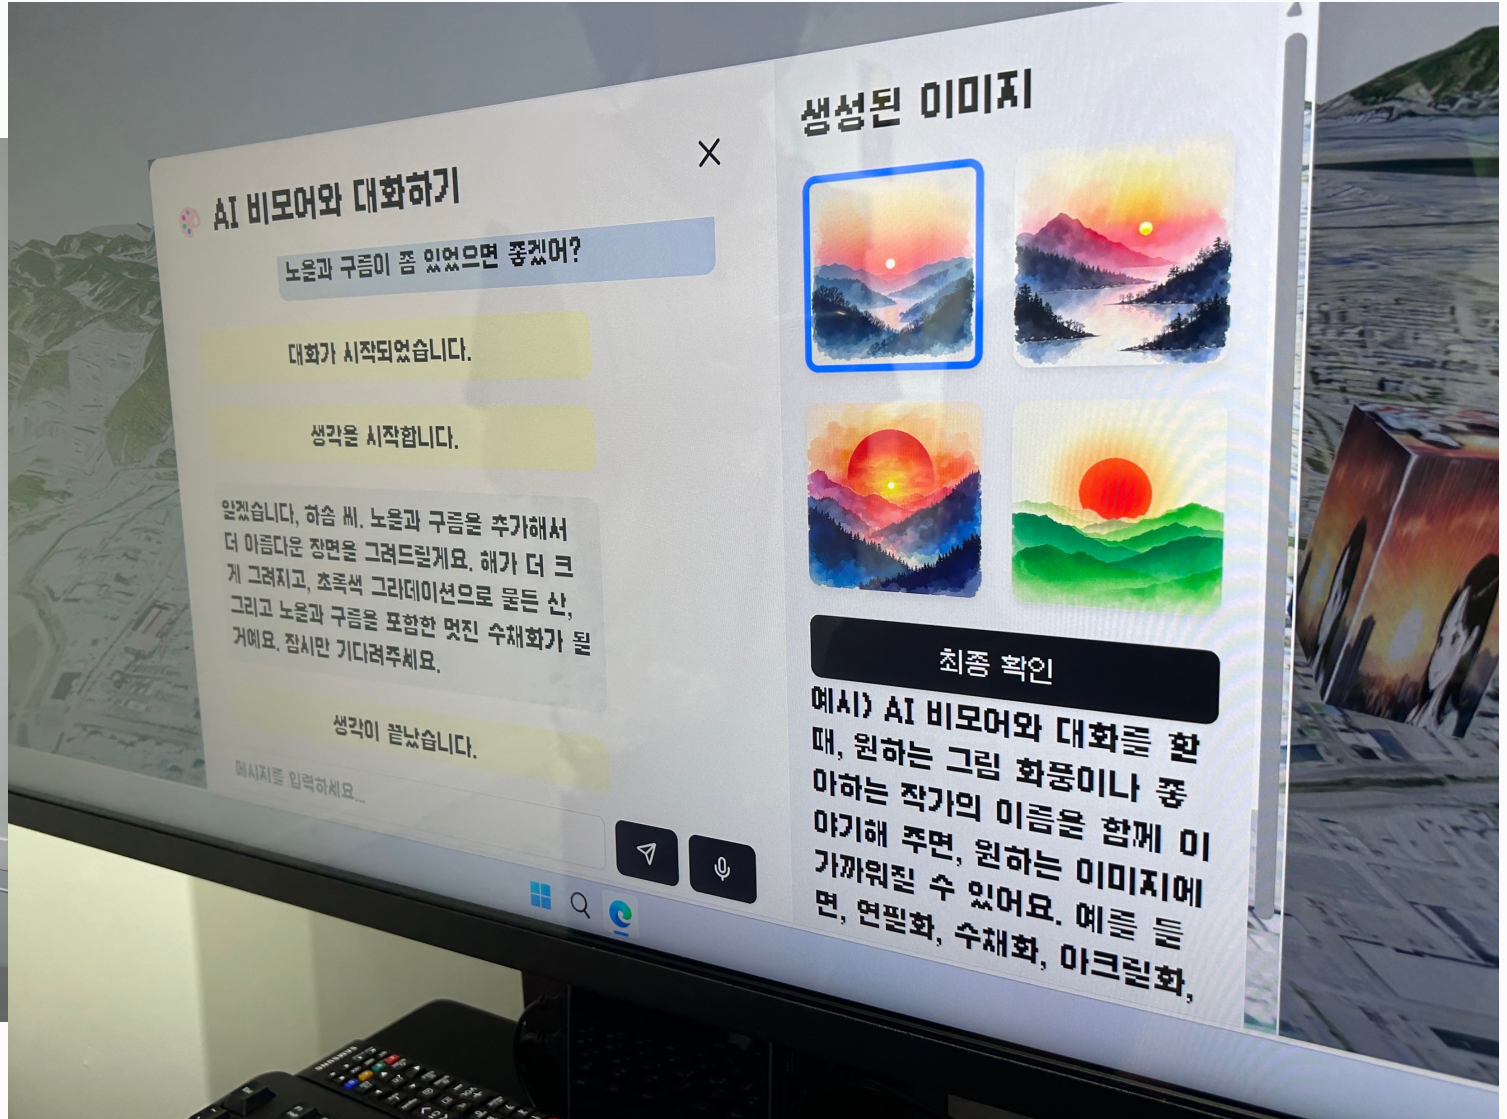 AI 비모어와 대화하기
노을과 구름이 좀 있었으면 좋겠어?
대화가 시작되었습니다.
생각을 시작합니다.
알겠습니다, 하솜 씨. 노을과 구름을 추가해서
더 아름다운 장면을 그려드릴게요. 해가 더 크
게 그려지고, 초록색 그라데이션으로 물든 산,
그리고 노을과 구름을 포함한 멋진 수채화가 될
거예요. 잠시만 기다려주세요.
생각이 끝났습니다.
메시지를 입력하세요...
생성된 이미지
최종 확인
예시) AI 비모어와 대화를 할
때, 원하는 그림 화풍이나 좋
아하는 작가의 이름을 함께 이
야기해 주면, 원하는 이미지에
가까워질 수 있어요. 예를 들
면, 연필화, 수채화, 아크릴화,